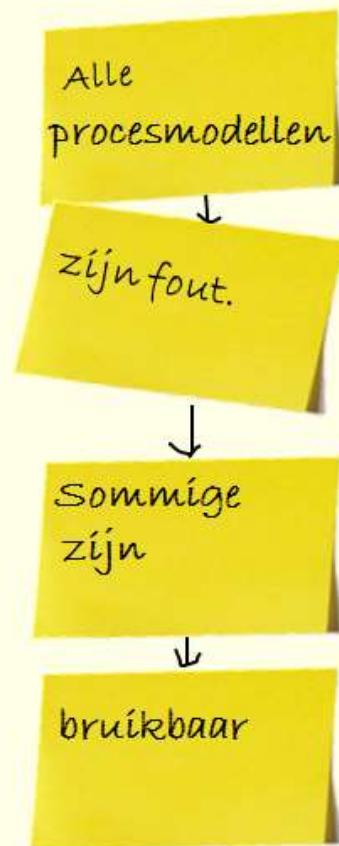 Alle
procesmodellen
zijn fout.
Sommige
zijn
bruikbaar